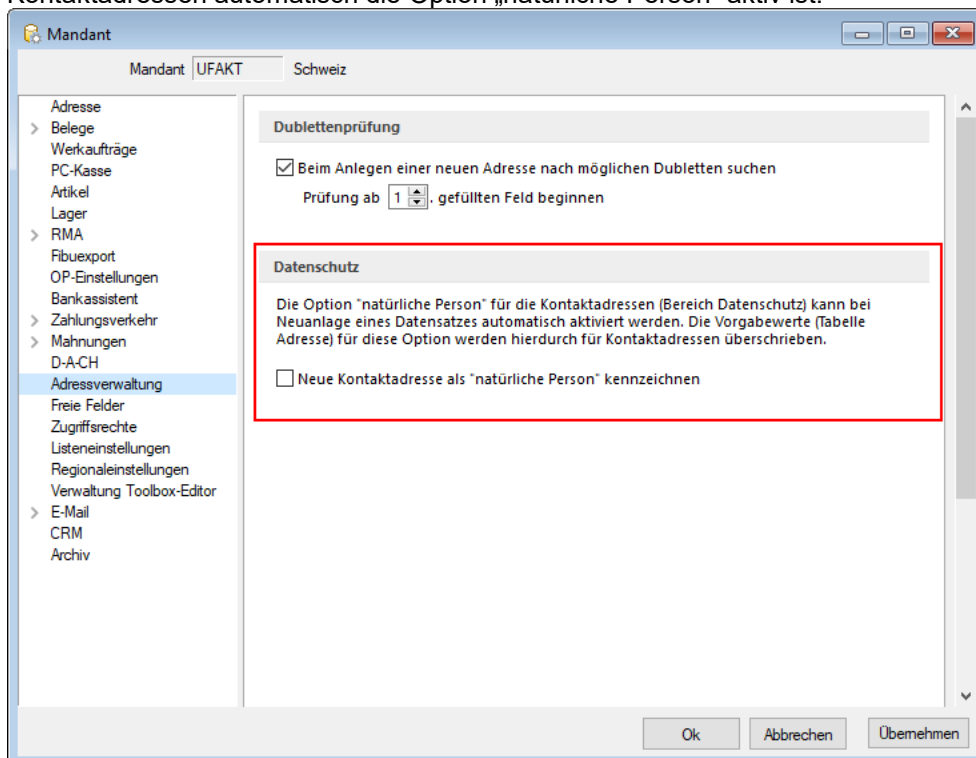 Kontaktadressen automatisch die Option „natürliche Person“ aktiv ist.
Mandant
Mandant UFAKT Schweiz
Adresse
Belege
Werkaufträge
PC-Kasse
Artikel
Lager
RMA
Fibuexport
OP-Einstellungen
Bankassistent
Zahlungsverkehr
Mahnungen
D-A-CH
Adressverwaltung
Freie Felder
Zugriffsrechte
Listeneinstellungen
Regionaleinstellungen
Verwaltung Toolbox-Editor
E-Mail
CRM
Archiv
Dublettenprüfung
Beim Anlegen einer neuen Adresse nach möglichen Dubletten suchen
Prüfung ab 1 . gefüllten Feld beginnen
Datenschutz
Die Option "natürliche Person" für die Kontaktadressen (Bereich Datenschutz) kann bei
Neuanlage eines Datensatzes automatisch aktiviert werden. Die Vorgabewerte (Tabelle
Adresse) für diese Option werden hierdurch für Kontaktadressen überschrieben.
Neue Kontaktadresse als "natürliche Person" kennzeichnen
Ok Abbrechen Übernehmen